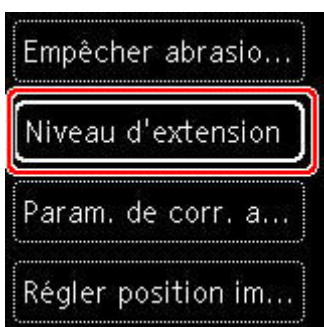 Empêcher abrasio...
Niveau d'extension
Param. de corr. a...
Régler position im...